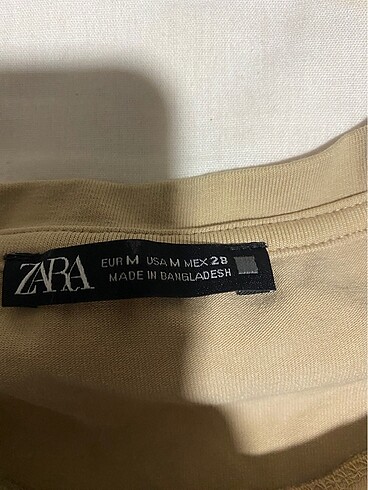 ZARA
EUR M USA M MEX 28
MADE IN BANGLADESH